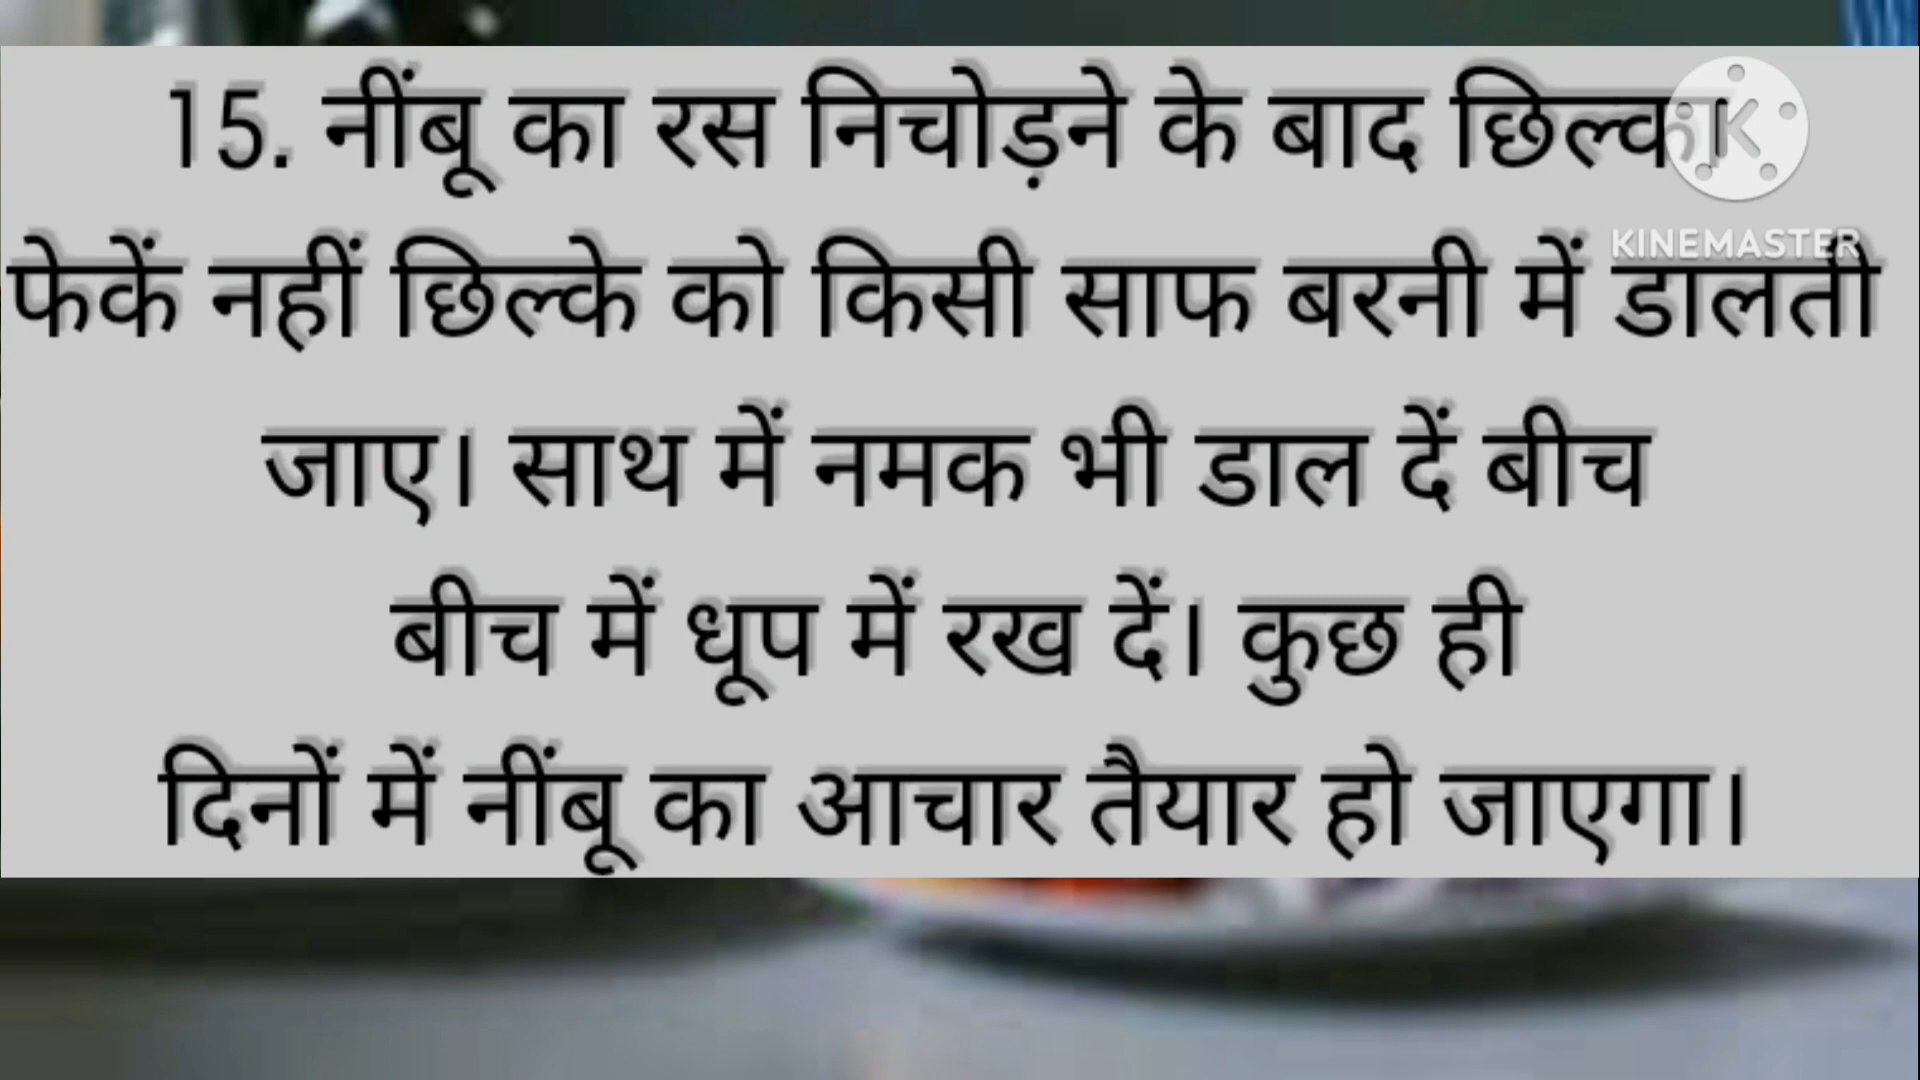 15. नींबू का रस निचोड़ने के बाद छिल्का
KINEMASTER
फेकें नहीं छिल्के को किसी साफ बरनी में डालती
जाए। साथ में नमक भी डाल दें बीच
बीच में धूप में रख दें। कुछ ही
दिनों में नींबू का आचार तैयार हो जाएगा।